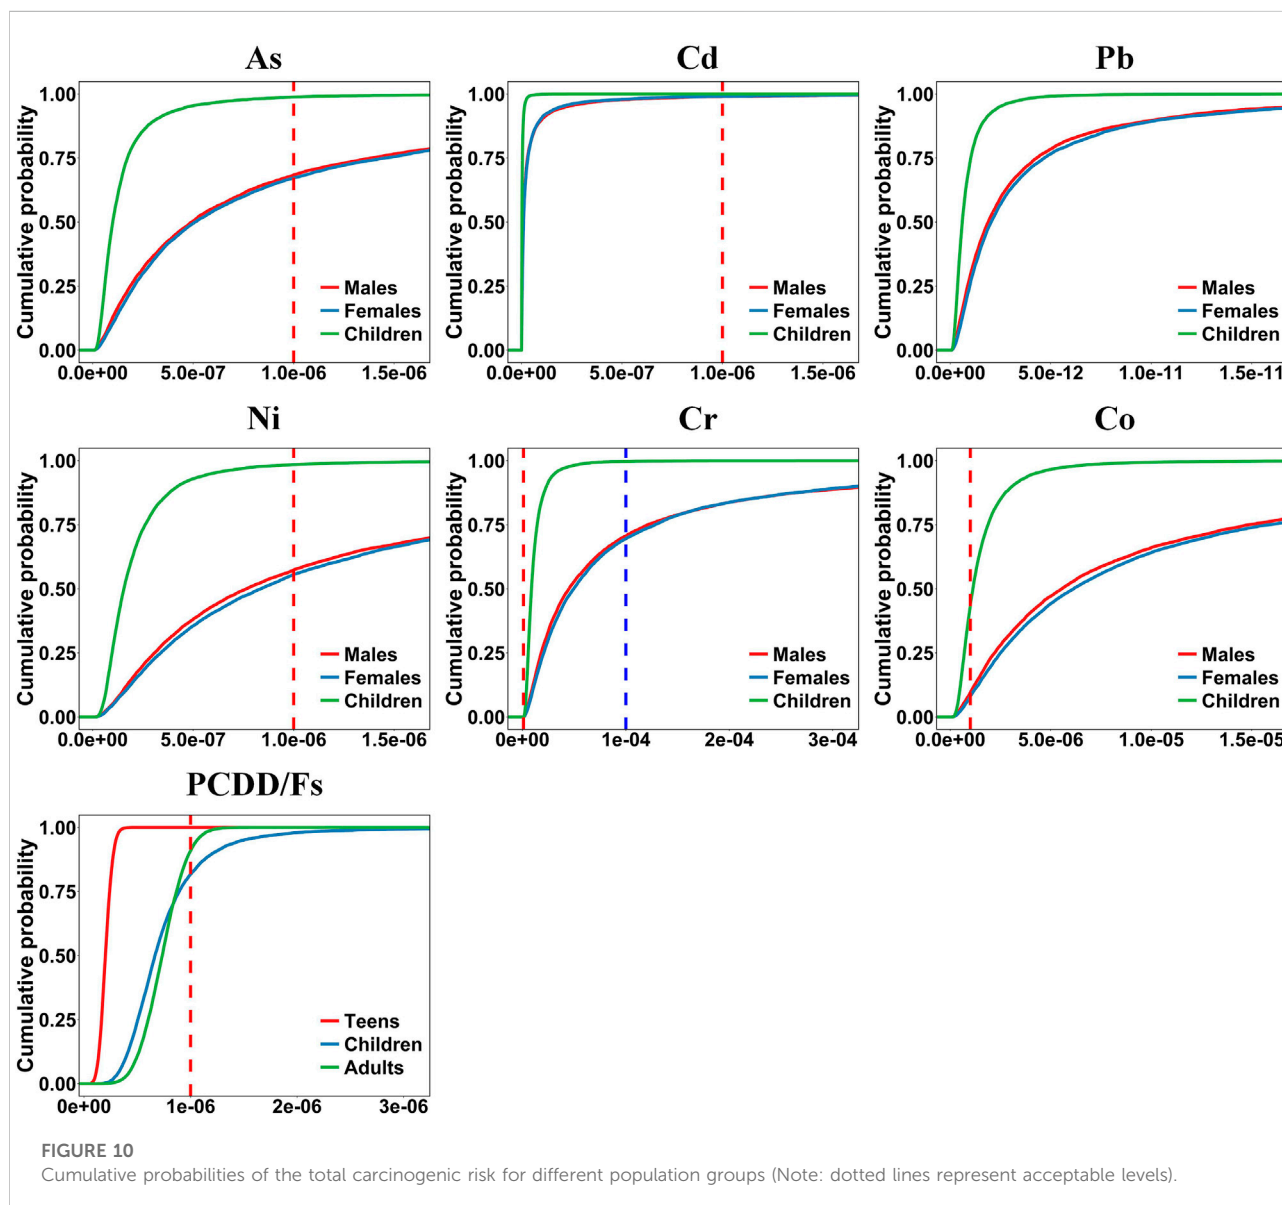 As
Cumulative probability
1.00
0.75
0.50
0.25
0.00
Males
Females
Children
0.0e+00 5.0e-07 1.0e-06 1.5e-06
Cd
Cumulative probability
1.00
0.75
0.50
0.25
0.00
Males
Females
Children
0.0e+00 5.0e-07 1.0e-06 1.5e-06
Pb
Cumulative probability
1.00
0.75
0.50
0.25
0.00
Males
Females
Children
0.0e+00 5.0e-12 1.0e-11 1.5e-11
Ni
Cumulative probability
1.00
0.75
0.50
0.25
0.00
Males
Females
Children
0.0e+00 5.0e-07 1.0e-06 1.5e-06
Cr
Cumulative probability
1.00
0.75
0.50
0.25
0.00
Males
Females
Children
0e+00 1e-04 2e-04 3e-04
Co
Cumulative probability
1.00
0.75
0.50
0.25
0.00
Males
Females
Children
0.0e+00 5.0e-06 1.0e-05 1.5e-05
PCDD/Fs
Cumulative probability
1.00
0.75
0.50
0.25
0.00
Teens
Children
Adults
0e+00 1e-06 2e-06 3e-06
FIGURE 10
Cumulative probabilities of the total carcinogenic risk for different population groups (Note: dotted lines represent acceptable levels).